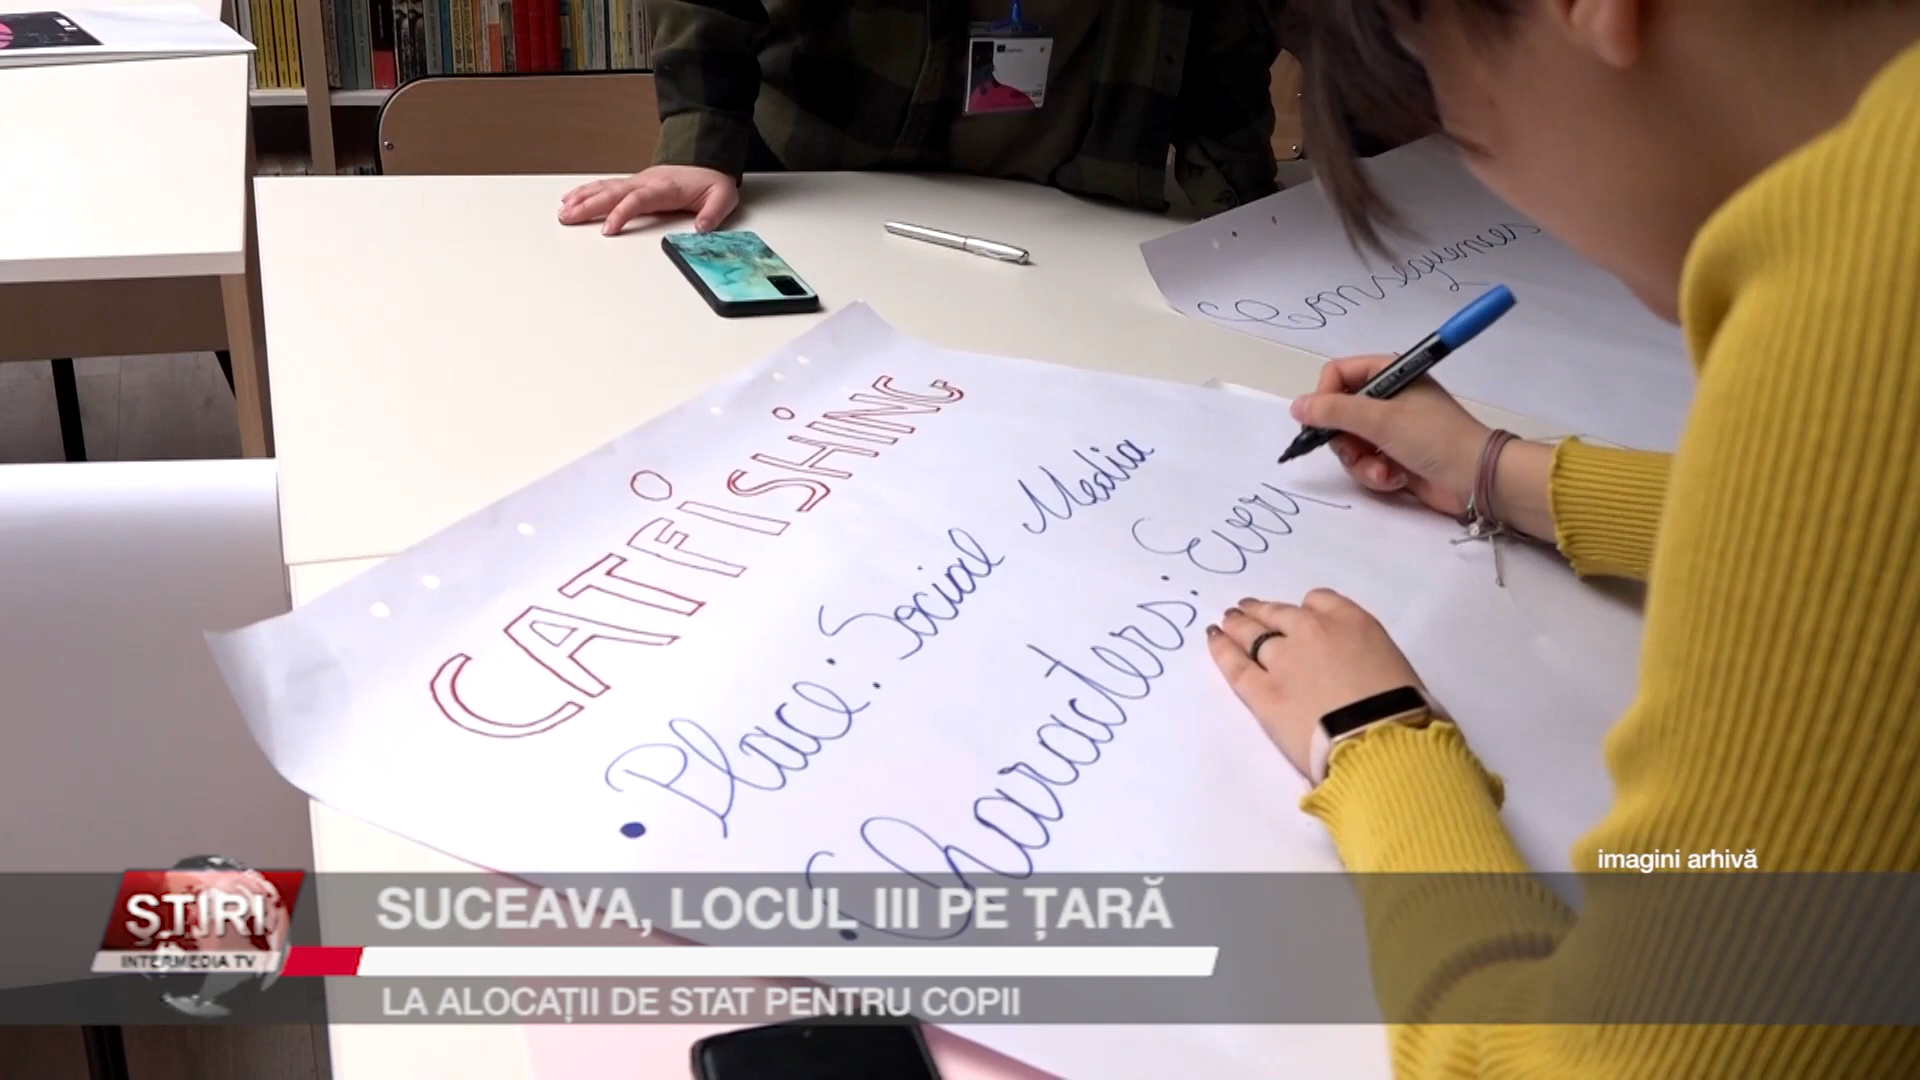 Consequences
CATFISHING
• Place: Social Media
• Characters: Every
imagini arhivă
ȘTIRI
INTERMEDIA TV
SUCEAVA, LOCUL III PE ȚARĂ
LA ALOCAȚII DE STAT PENTRU COPII